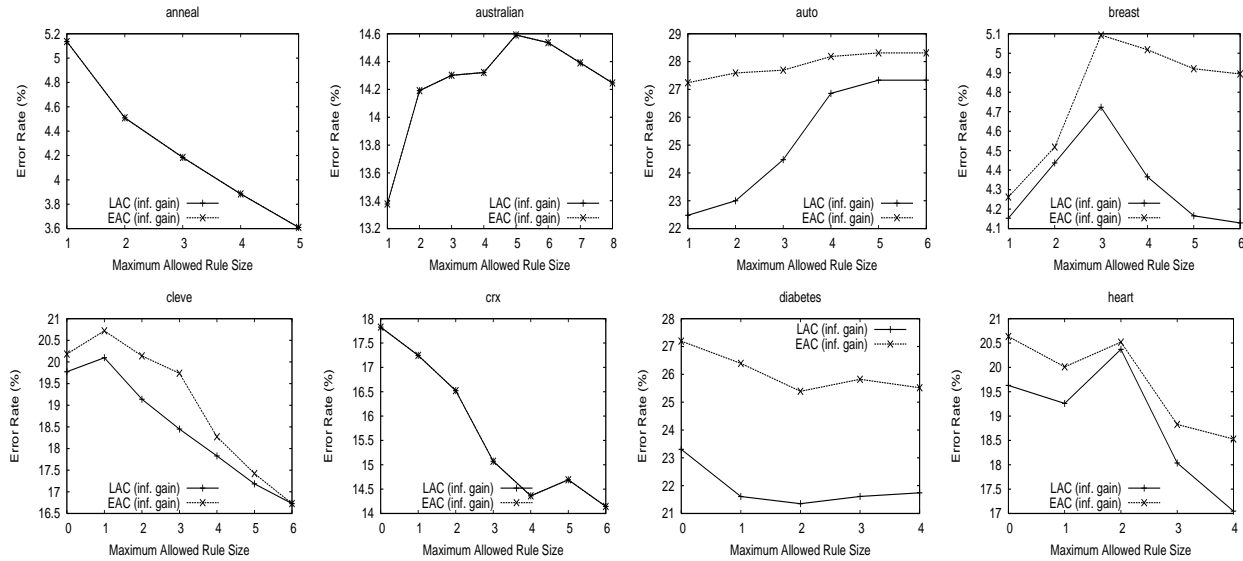 anneal
5.2
5
4.8
4.6
4.4
4.2
4
3.8
3.6
Error Rate (%)
LAC (inf. gain)
EAC (inf. gain)
1 2 3 4 5
Maximum Allowed Rule Size
australian
14.6
14.4
14.2
14
13.8
13.6
13.4
13.2
Error Rate (%)
LAC (inf. gain)
EAC (inf. gain)
1 2 3 4 5 6 7 8
Maximum Allowed Rule Size
auto
29
28
27
26
25
24
23
22
Error Rate (%)
LAC (inf. gain)
EAC (inf. gain)
1 2 3 4 5 6
Maximum Allowed Rule Size
breast
5.1
5
4.9
4.8
4.7
4.6
4.5
4.4
4.3
4.2
4.1
Error Rate (%)
LAC (inf. gain)
EAC (inf. gain)
1 2 3 4 5 6
Maximum Allowed Rule Size
cleve
21
20.5
20
19.5
19
18.5
18
17.5
17
16.5
Error Rate (%)
LAC (inf. gain)
EAC (inf. gain)
0 1 2 3 4 5 6
Maximum Allowed Rule Size
crx
18
17.5
17
16.5
16
15.5
15
14.5
14
Error Rate (%)
LAC (inf. gain)
EAC (inf. gain)
0 1 2 3 4 5 6
Maximum Allowed Rule Size
diabetes
28
27
26
25
24
23
22
21
Error Rate (%)
LAC (inf. gain)
EAC (inf. gain)
0 1 2 3 4
Maximum Allowed Rule Size
heart
21
20.5
20
19.5
19
18.5
18
17.5
17
Error Rate (%)
LAC (inf. gain)
EAC (inf. gain)
0 1 2 3 4
Maximum Allowed Rule Size